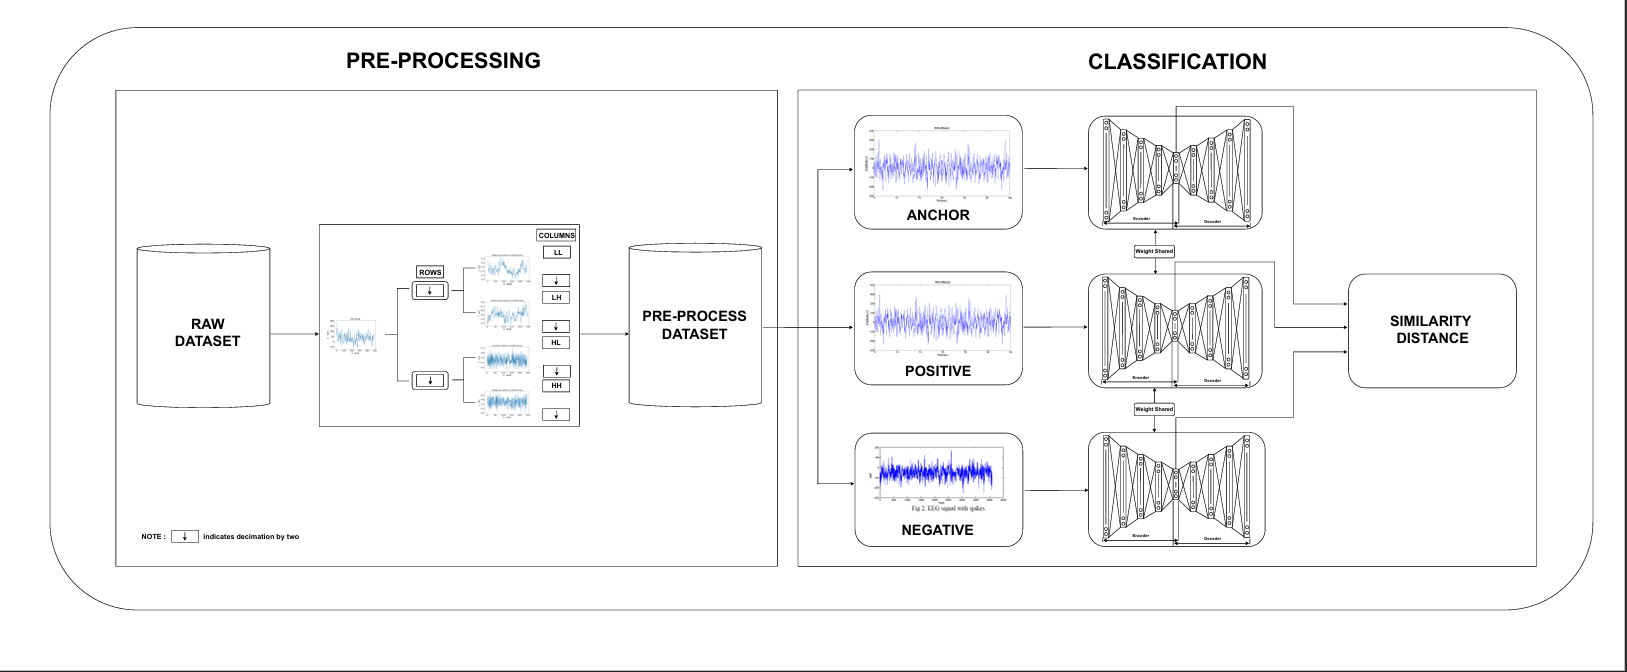 PRE-PROCESSING
CLASSIFICATION
RAW
DATASET
ROWS
COLUMNS
LL
LH
HL
HH
PRE-PROCESS
DATASET
NOTE :
indicates decimation by two
ANCHOR
Encoder
Decoder
Weight Shared
POSITIVE
Encoder
Decoder
Weight Shared
Fig 2. EEG signal with spikes.
NEGATIVE
Encoder
Decoder
SIMILARITY
DISTANCE